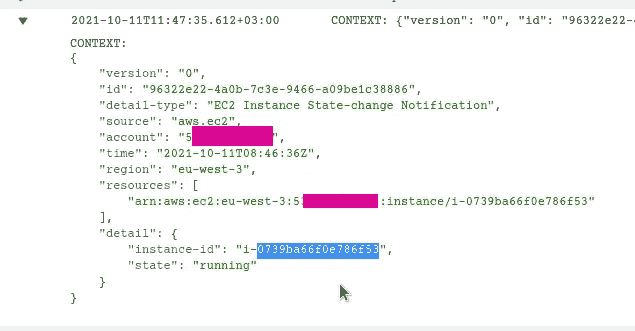 2021-10-11T11:47:35.612+03:00 CONTEXT: {"version": "0", "id": "96322e22-4
CONTEXT:
{
"version": "0",
"id": "96322e22-4a0b-7c3e-9466-a09be1c38886",
"detail-type": "EC2 Instance State-change Notification",
"source": "aws.ec2",
"account": "5 ",
"time": "2021-10-11T08:46:36Z",
"region": "eu-west-3",
"resources": [
"arn:aws:ec2:eu-west-3:5 :instance/i-0739ba66f0e786f53"
],
"detail": {
"instance-id": "i-0739ba66f0e786f53",
"state": "running"
}
}